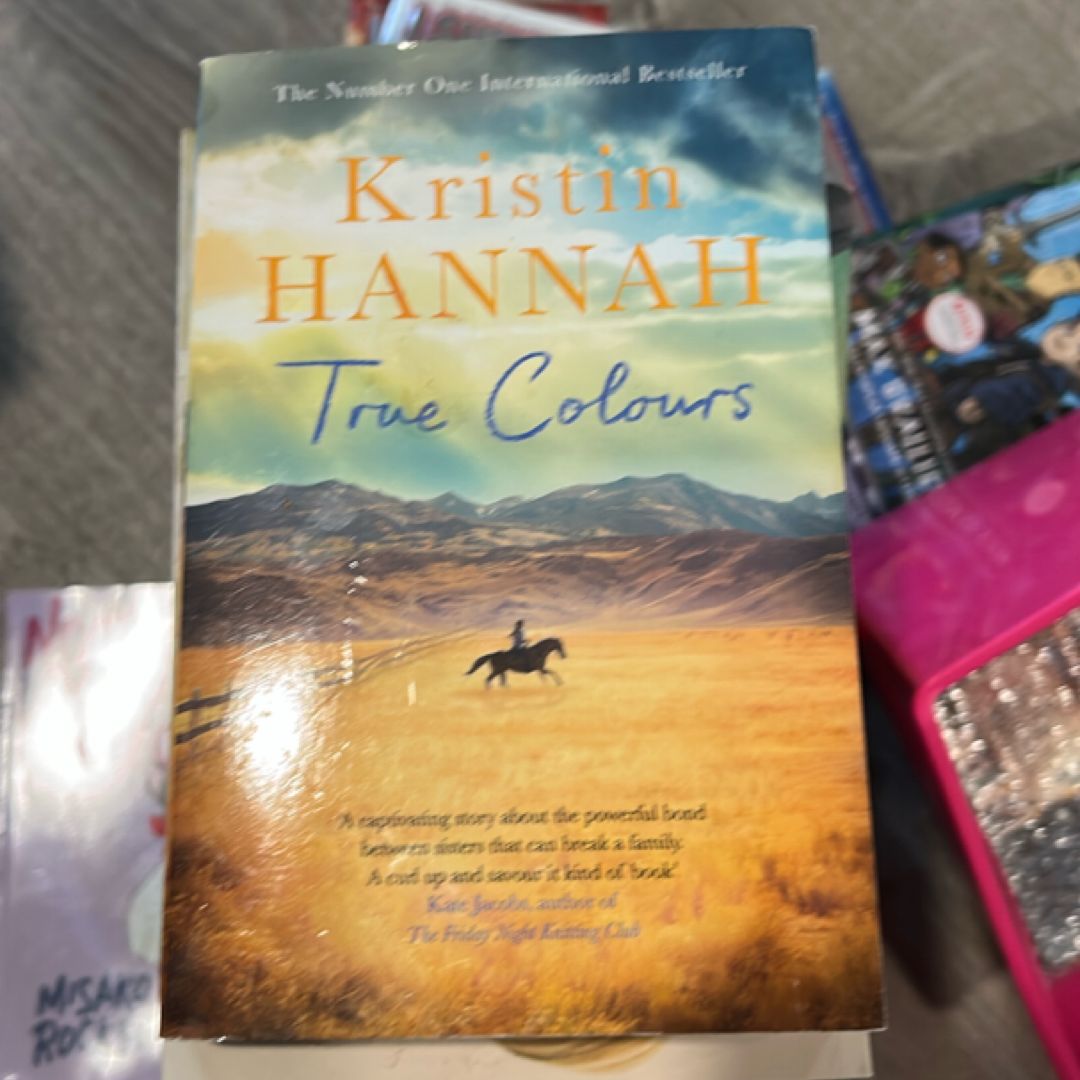 The Number One International Bestseller
Kristin
HANNAH
True Colours
'A captivating story about the powerful bond
between sisters that can break a family.
A curl up and savour it kind of book'
Kate Jacobs, author of
The Friday Night Knitting Club
MISAKO